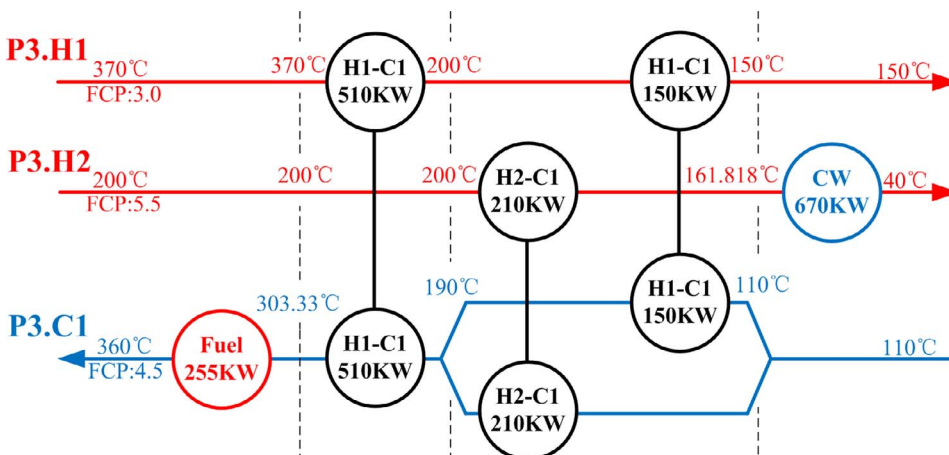 P3.H1
370℃
FCP:3.0
370℃
H1-C1
510KW
200℃
H1-C1
150KW
150℃
150℃
P3.H2
200℃
FCP:5.5
200℃
200℃
H2-C1
210KW
161.818℃
CW
670KW
40℃
P3.C1
360℃
FCP:4.5
Fuel
255KW
303.33℃
H1-C1
510KW
190℃
H1-C1
150KW
110℃
110℃
H2-C1
210KW